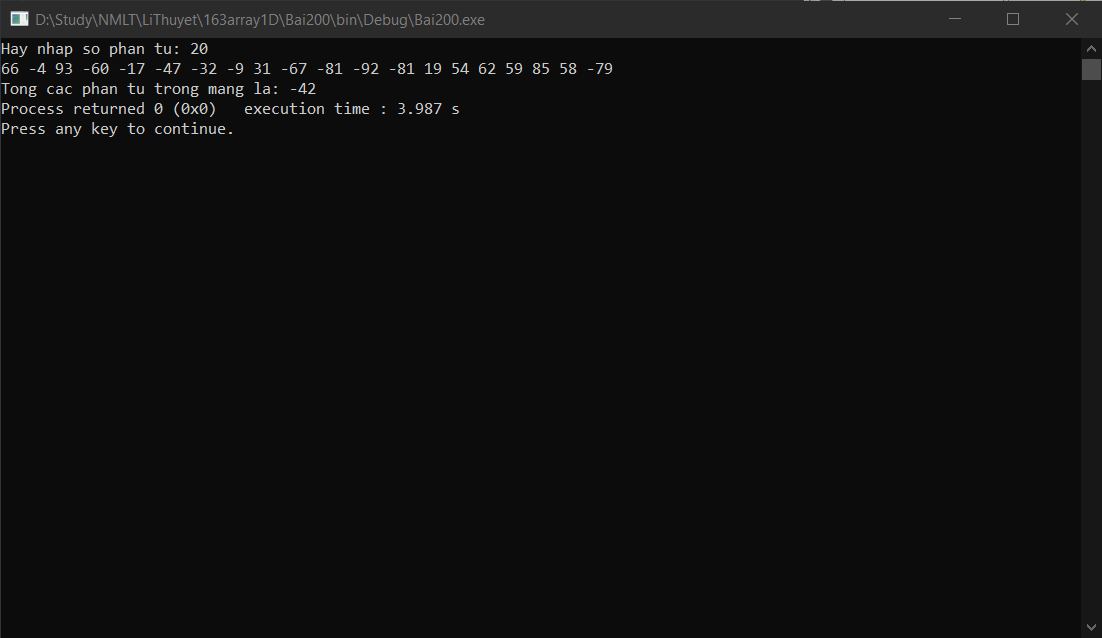 D:\Study\NMLT\LiThuyet\163array1D\Bai200\bin\Debug\Bai200.exe
Hay nhap so phan tu: 20
66 -4 93 -60 -17 -47 -32 -9 31 -67 -81 -92 -81 19 54 62 59 85 58 -79
Tong cac phan tu trong mang la: -42
Process returned 0 (0x0)   execution time : 3.987 s
Press any key to continue.